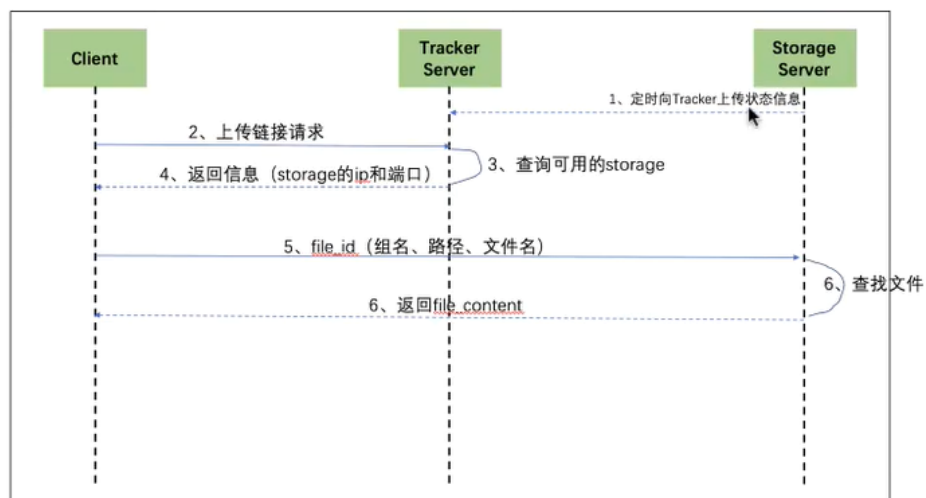 Client
Tracker
Server
Storage
Server
1、定时向Tracker上传状态信息
2、上传链接请求
3、查询可用的storage
4、返回信息（storage的ip和端口）
5、file_id（组名、路径、文件名）
6、查找文件
6、返回file_content